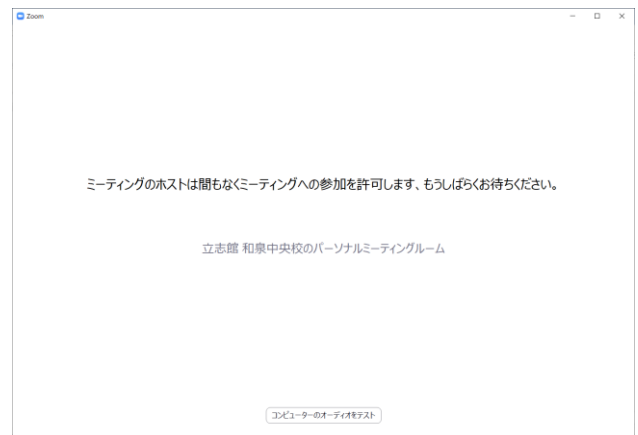 Zoom
ミーティングのホストは間もなくミーティングへの参加を許可します、もうしばらくお待ちください。
立志館 和泉中央校のパーソナルミーティングルーム
コンピューターのオーディオをテスト